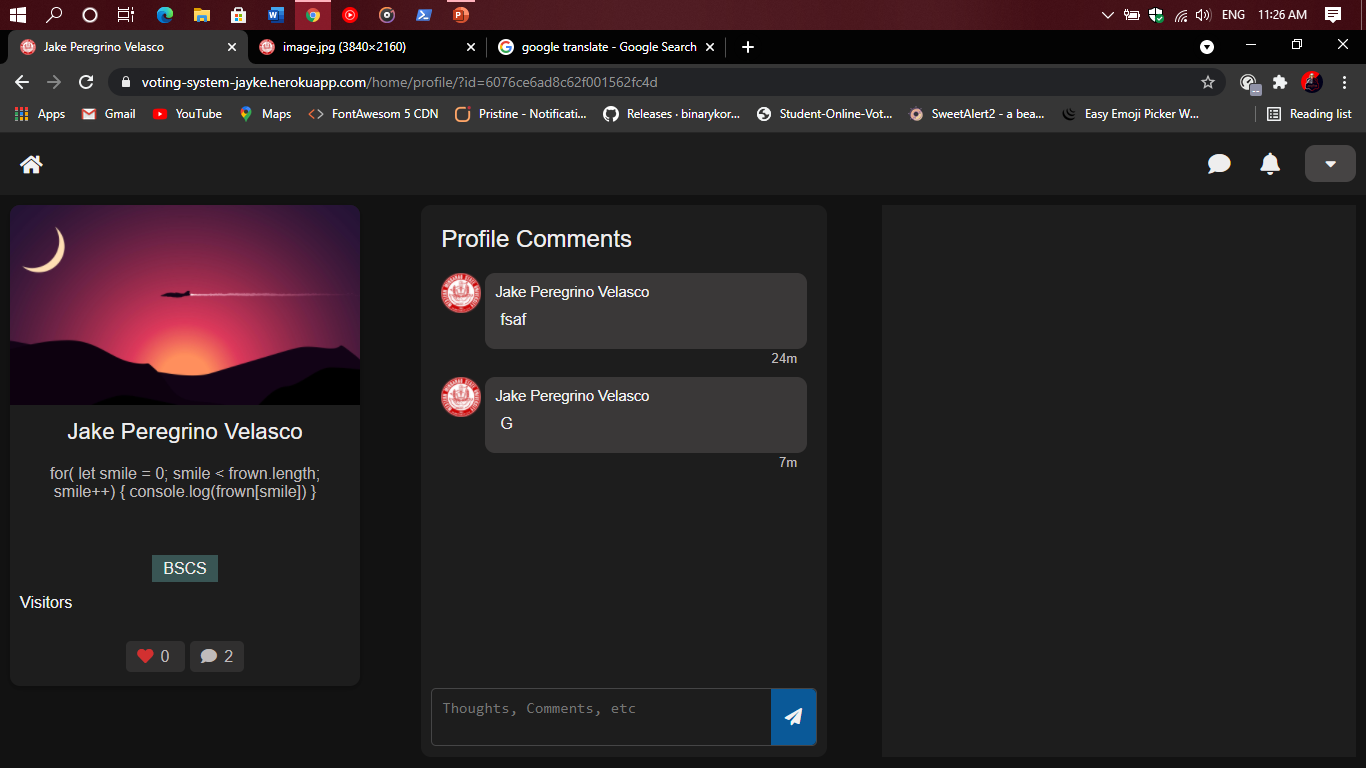 ENG 11:26 AM
Jake Peregrino Velasco
image.jpg (3840×2160)
google translate - Google Search
voting-system-jayke.herokuapp.com/home/profile/?id=6076ce6ad8c62f001562fc4d
Apps
Gmail
YouTube
Maps
FontAwesom 5 CDN
Pristine - Notificati...
Releases · binarykor...
Student-Online-Vot...
SweetAlert2 - a bea...
Easy Emoji Picker W...
Reading list
Jake Peregrino Velasco
for( let smile = 0; smile < frown.length;
smile++) { console.log(frown[smile]) }
BSCS
Visitors
0
2
Profile Comments
Jake Peregrino Velasco
fsaf
24m
Jake Peregrino Velasco
G
7m
Thoughts, Comments, etc